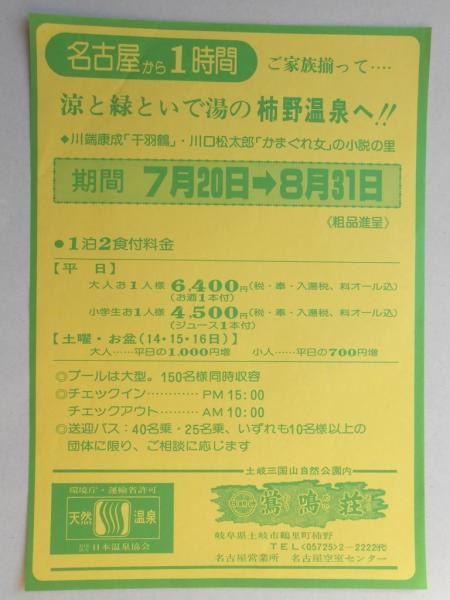 名古屋から1時間
ご家族揃って‥‥
涼と緑といで湯の柿野温泉へ!!
◆川端康成「千羽鶴」・川口松太郎「かまぐれ女」の小説の里
期間 7月20日➡8月31日
《粗品進呈》
●1泊2食付料金
【平 日】
大人お1人様 6,400円(税・奉・入湯税、料オール込)
(お酒1本付)
小学生お1人様 4,500円(税・奉・入湯税、料オール込)
(ジュース1本付)
【土曜・お盆(14・15・16日)】
大人……平日の1,000円増 小人……平日の700円増
◎プールは大型。150名様同時収容
◎チェックイン…………PM 15:00
チェックアウト………AM 10:00
◎送迎バス:40名乗・25名乗、いずれも10名様以上の
団体に限り、ご相談に応じます
土岐三国山自然公園内
環境庁・運輸省許可
天然温泉
日本温泉協会
鶯鳴荘
岐阜県土岐市鶴里町柿野
TEL<05725>2-2222代
名古屋営業所 名古屋空室センター